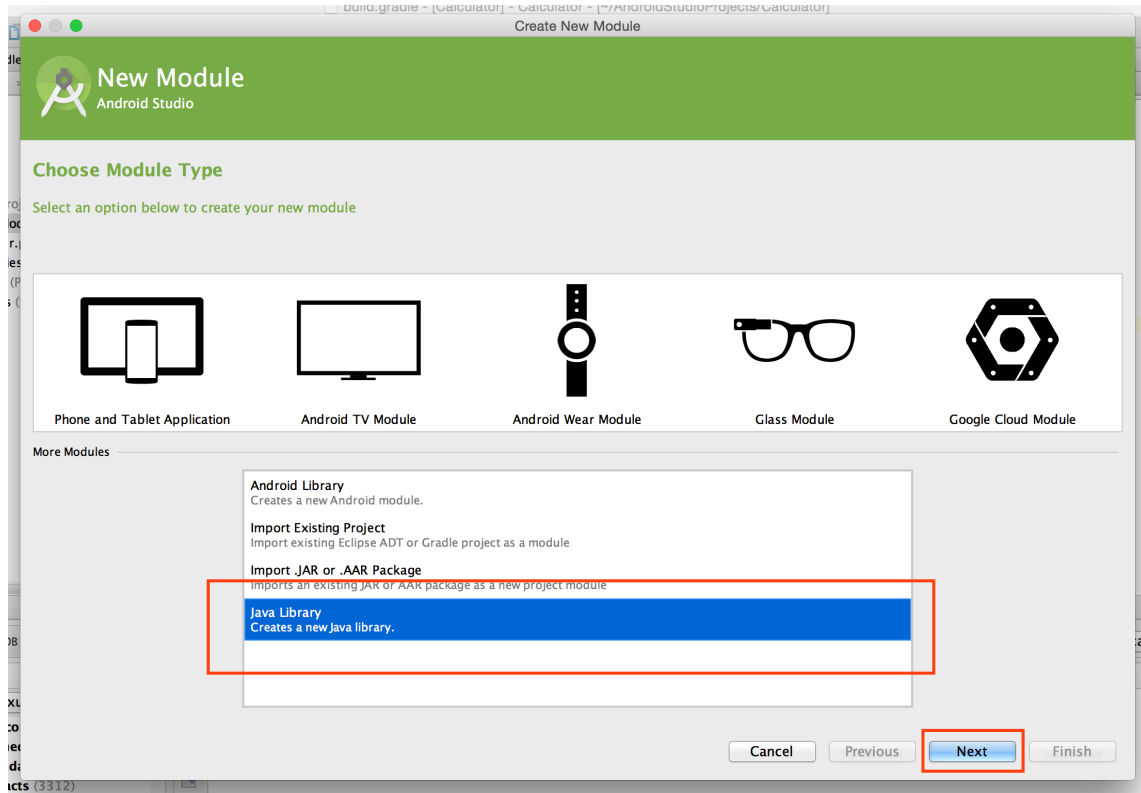 build.gradle - [Calculator] - Calculator - [~/AndroidStudioProjects/Calculator]
Create New Module
New Module
Android Studio
Choose Module Type
Select an option below to create your new module
Phone and Tablet Application
Android TV Module
Android Wear Module
Glass Module
Google Cloud Module
More Modules
Android Library
Creates a new Android module.
Import Existing Project
Import existing Eclipse ADT or Gradle project as a module
Import .JAR or .AAR Package
Imports an existing JAR or AAR package as a new project module
Java Library
Creates a new Java library.
Cancel
Previous
Next
Finish
(3312)